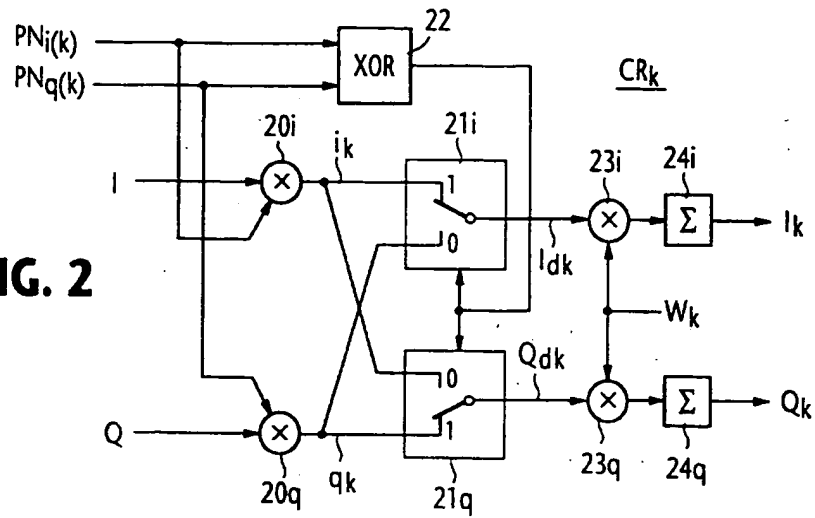 PNi(k)
22
XOR
CRk
PNq(k)
20i
ik
21i
23i
24i
I
×
1
×
Σ
Ik
0
Idk
FIG. 2
Wk
Qdk
0
Q
×
1
×
Σ
Qk
20q
qk
21q
23q
24q